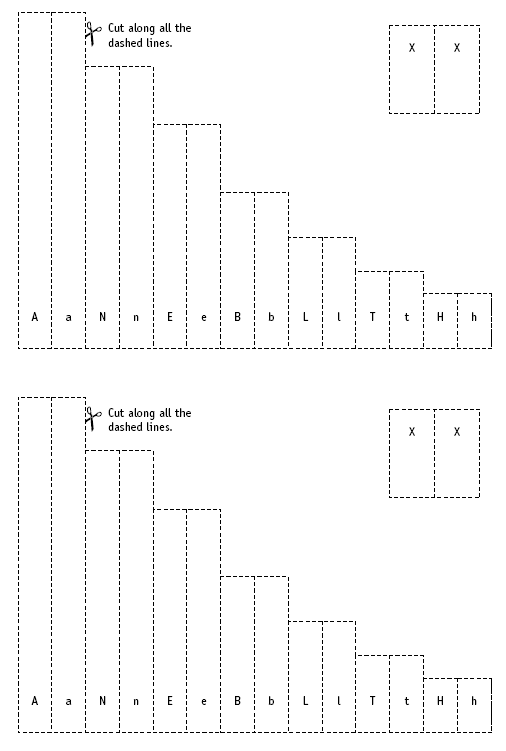 Cut along all the
dashed lines.
X X
A a N n E e B b L l T t H h
Cut along all the
dashed lines.
X X
A a N n E e B b L l T t H h